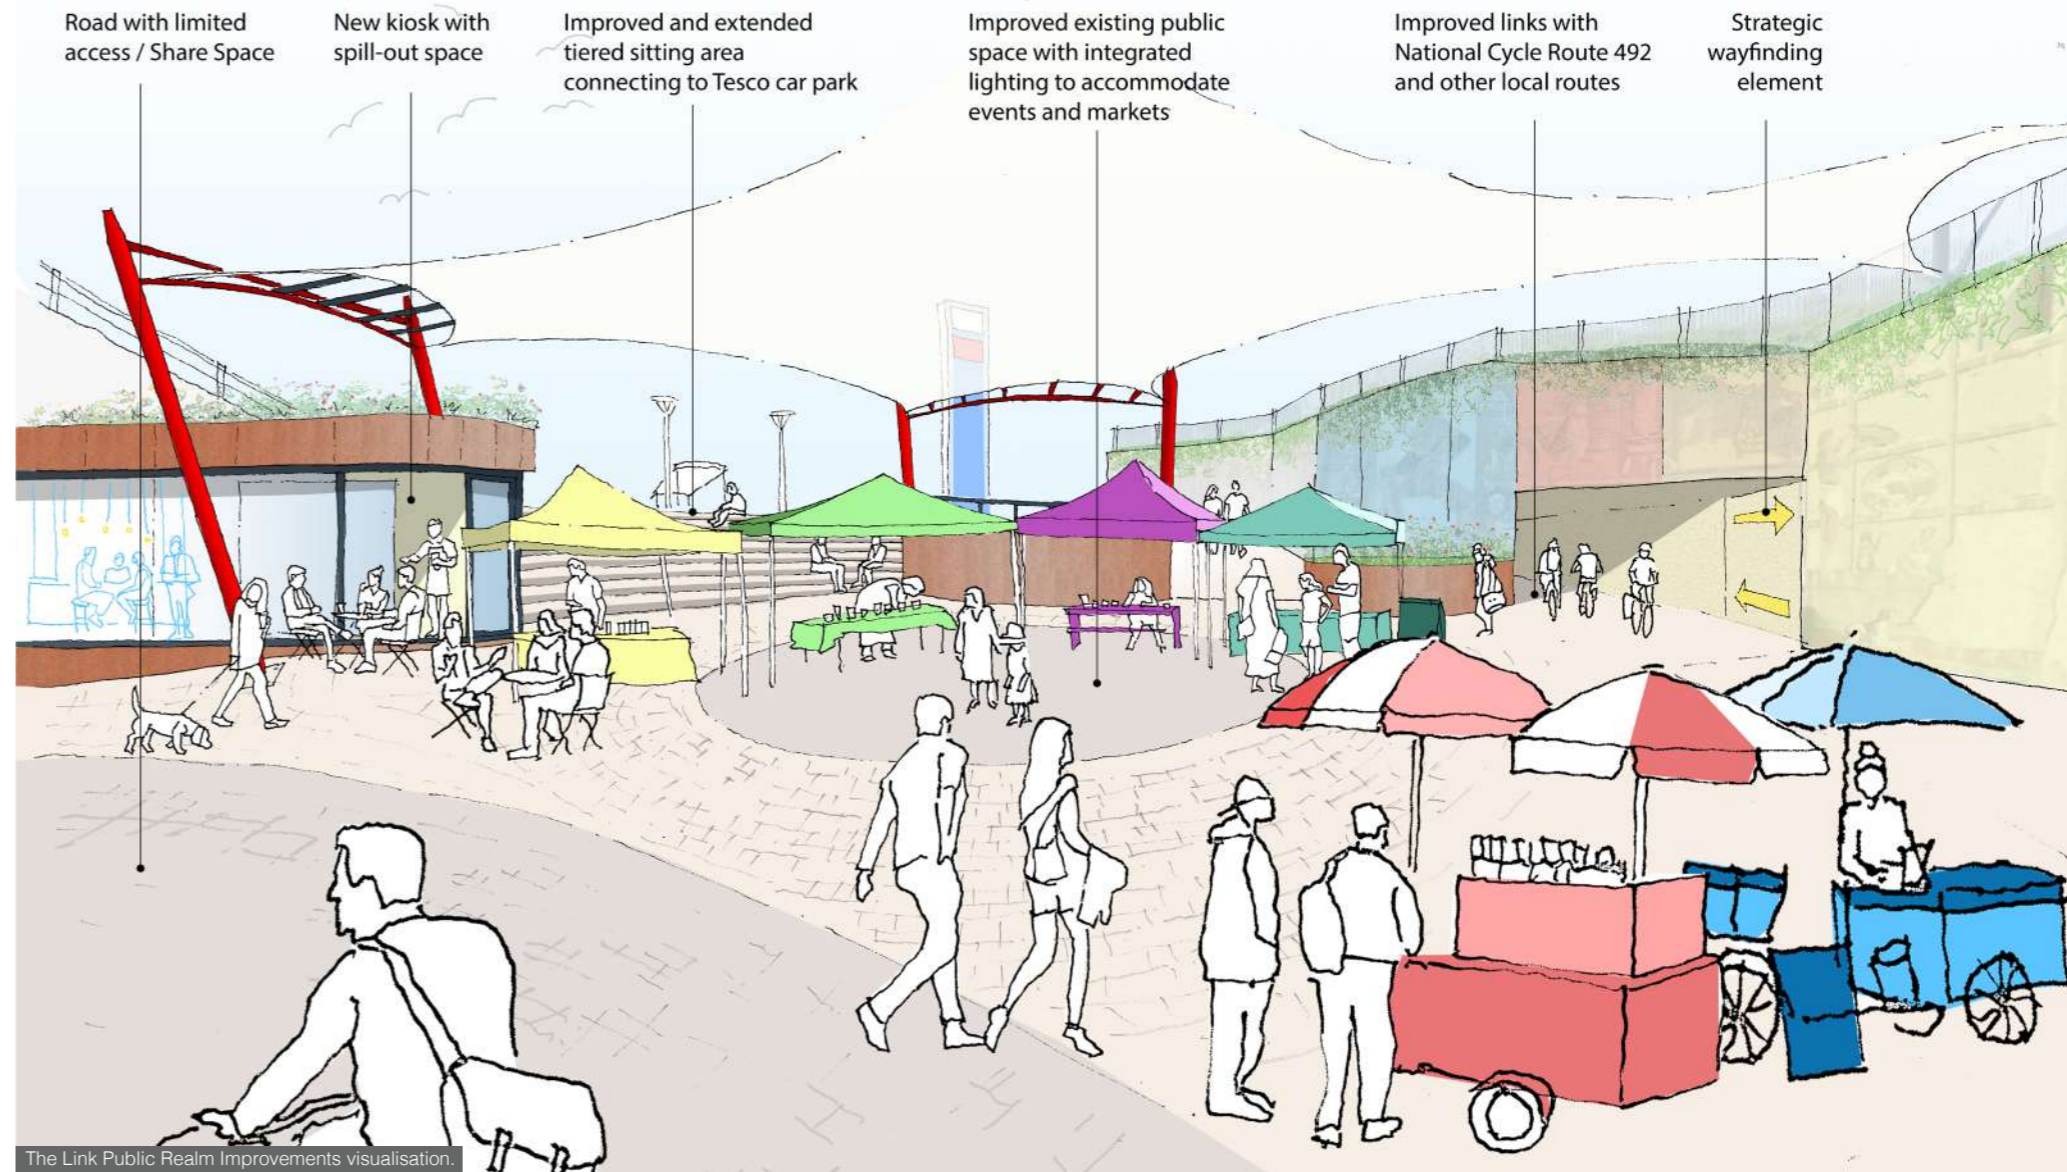 Road with limited
access / Share Space
New kiosk with
spill-out space
Improved and extended
tiered sitting area
connecting to Tesco car park
Improved existing public
space with integrated
lighting to accommodate
events and markets
Improved links with
National Cycle Route 492
and other local routes
Strategic
wayfinding
element
The Link Public Realm Improvements visualisation.